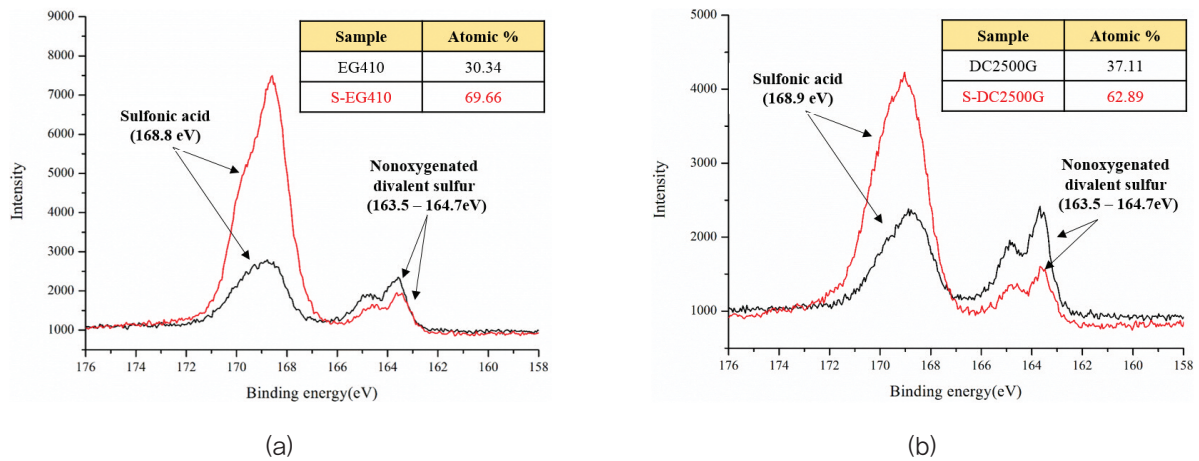 9000
8000
7000
6000
5000
4000
3000
2000
1000
Intensity
Sample Atomic %
EG410 30.34
S-EG410 69.66
Sulfonic acid
(168.8 eV)
Nonoxygenated
divalent sulfur
(163.5 – 164.7eV)
176 174 172 170 168 166 164 162 160 158
Binding energy(eV)
(a)
5000
4000
3000
2000
1000
Intensity
Sample Atomic %
DC2500G 37.11
S-DC2500G 62.89
Sulfonic acid
(168.9 eV)
Nonoxygenated
divalent sulfur
(163.5 – 164.7eV)
176 174 172 170 168 166 164 162 160 158
Binding energy(eV)
(b)